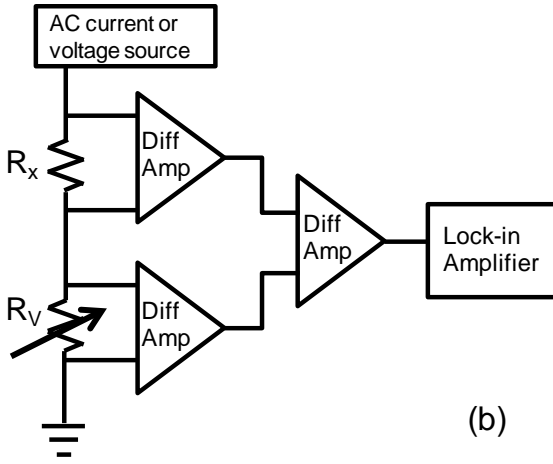 AC current or
voltage source
Diff
Amp
Rx
Diff
Amp
Lock-in
Amplifier
RV
Diff
Amp
(b)